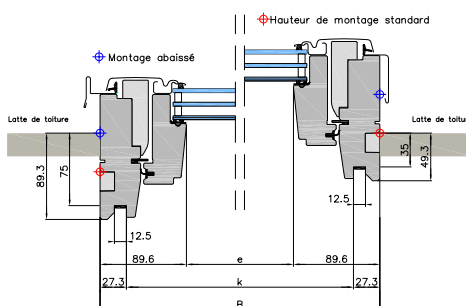 Hauteur de montage standard
Montage abaissé
Latte de toiture
Latte de toitu
89.3
75
35
49.3
12.5
12.5
89.6
e
89.6
27.3
k
27.3
B